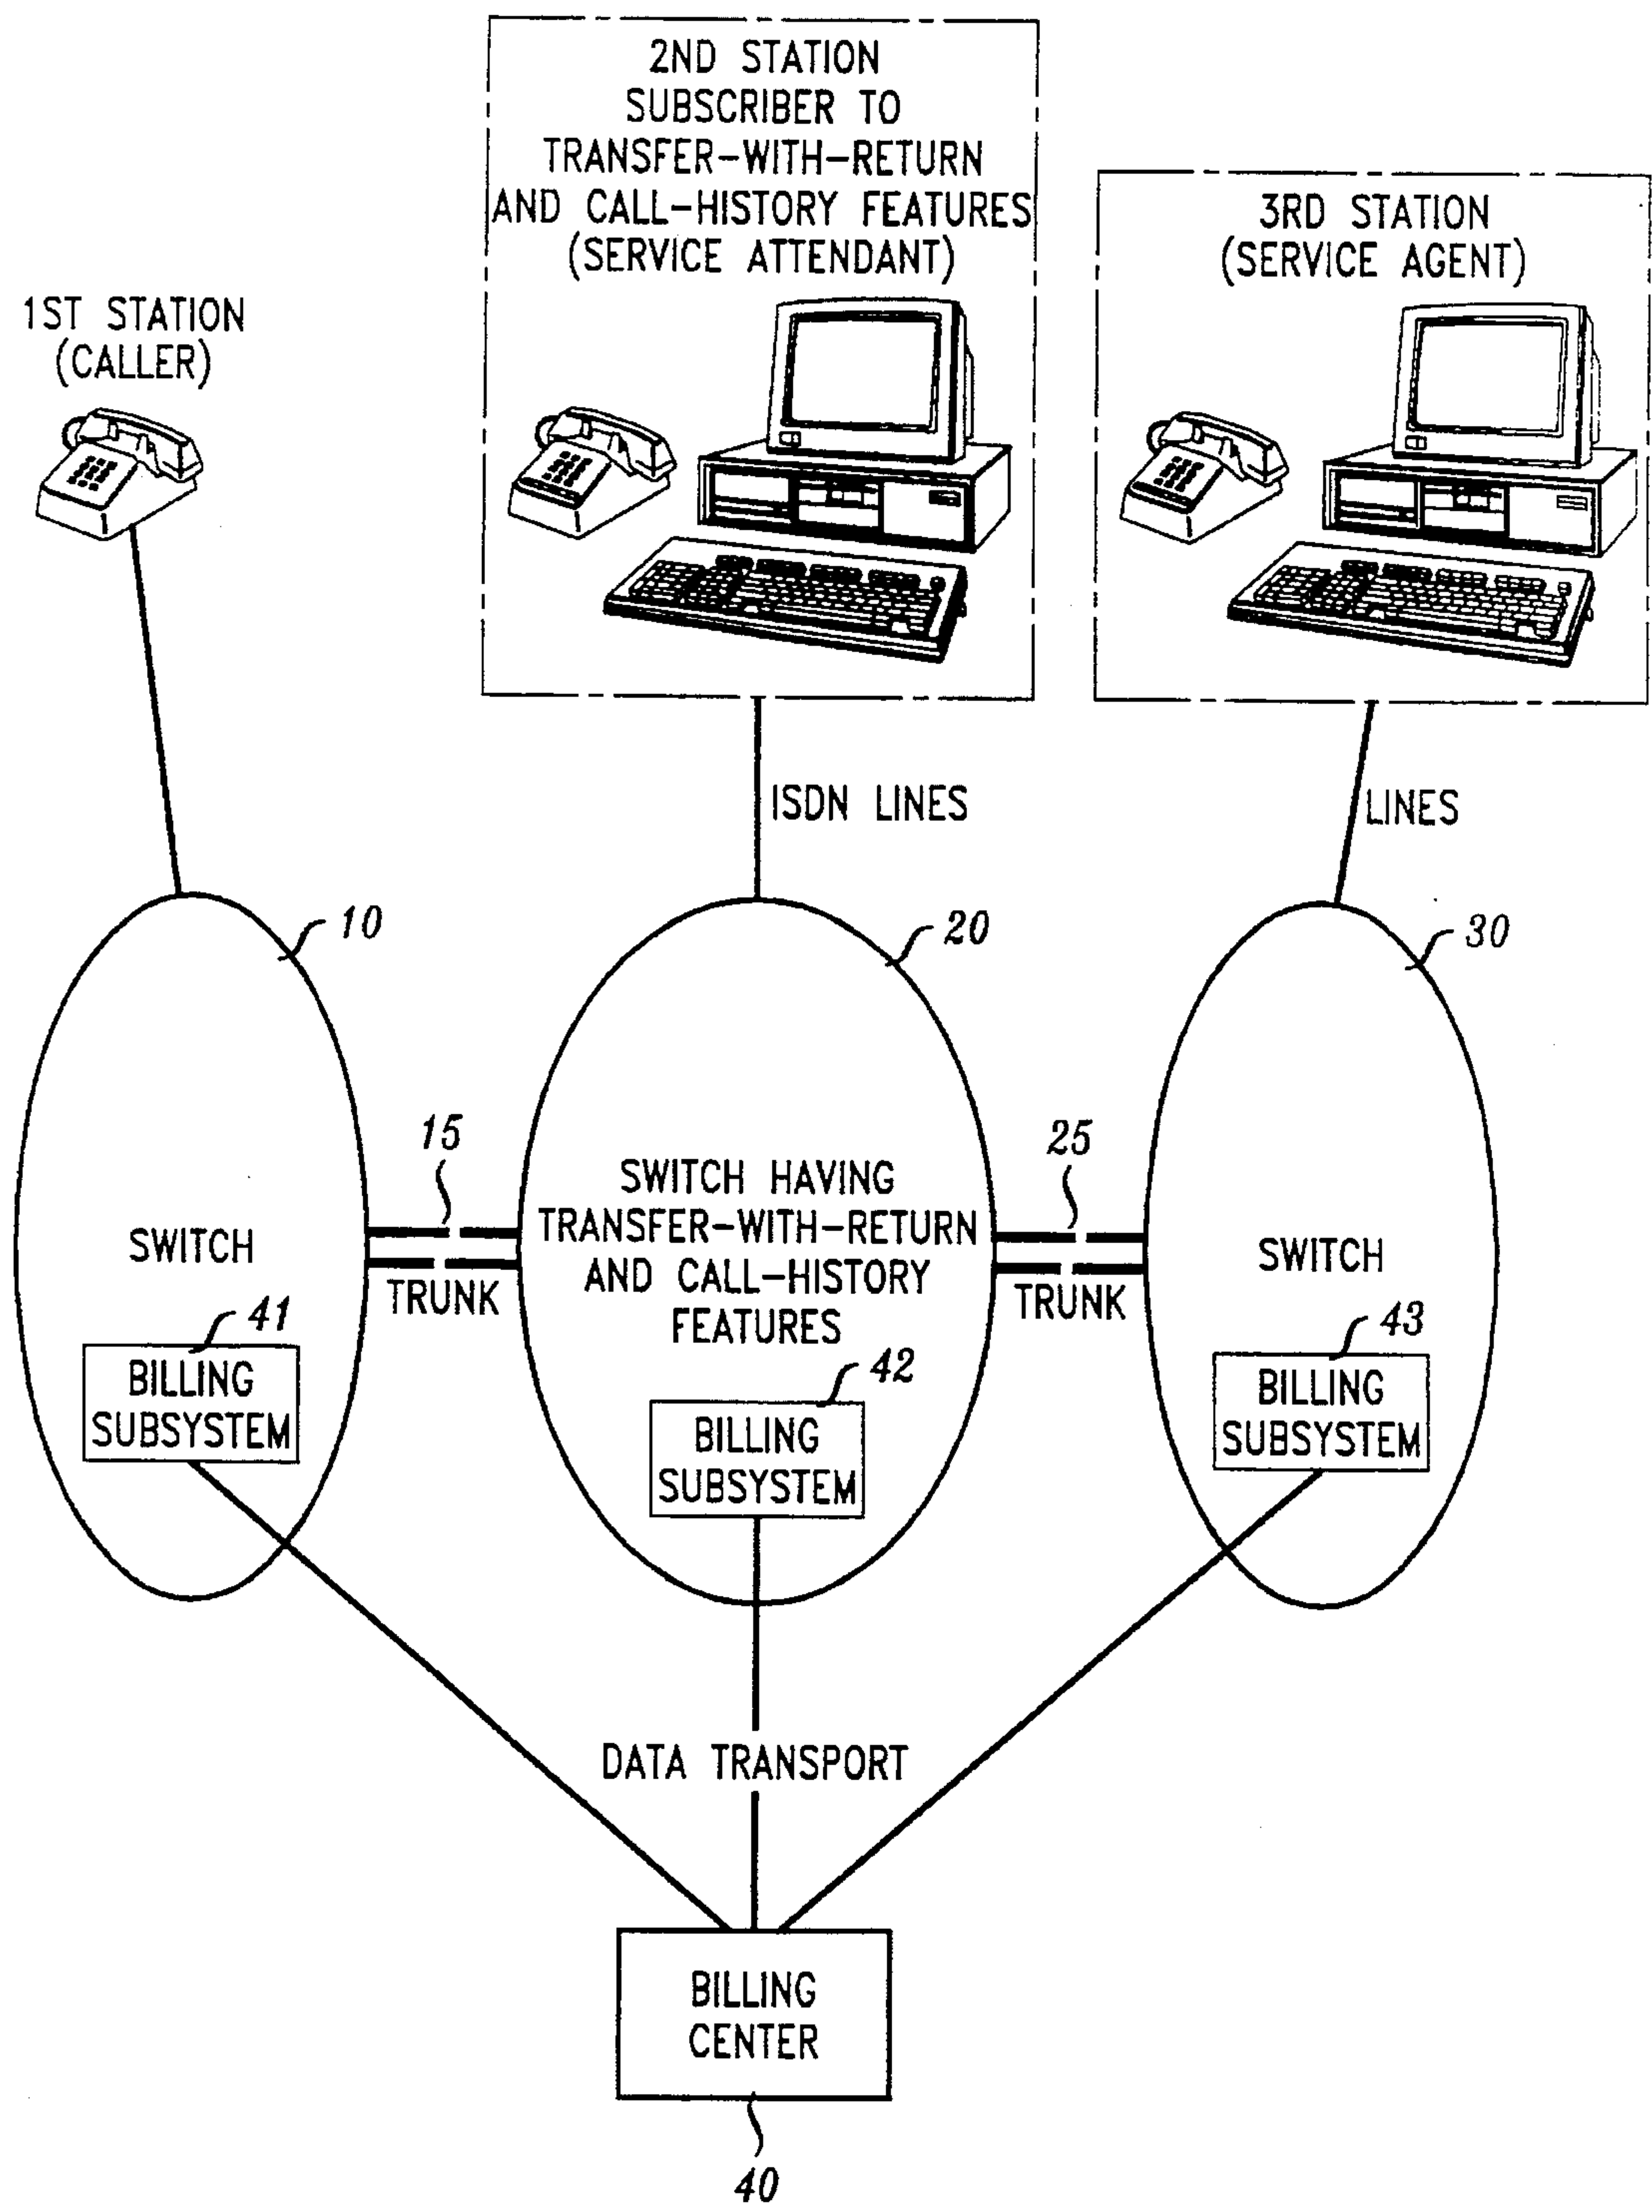 2ND STATION
SUBSCRIBER TO
TRANSFER-WITH-RETURN
AND CALL-HISTORY FEATURES
(SERVICE ATTENDANT)
3RD STATION
(SERVICE AGENT)
1ST STATION
(CALLER)
ISDN LINES
LINES
10
20
30
15
25
SWITCH
SWITCH HAVING
TRANSFER-WITH-RETURN
AND CALL-HISTORY
FEATURES
SWITCH
TRUNK
TRUNK
41
BILLING
SUBSYSTEM
42
BILLING
SUBSYSTEM
43
BILLING
SUBSYSTEM
DATA TRANSPORT
BILLING
CENTER
40